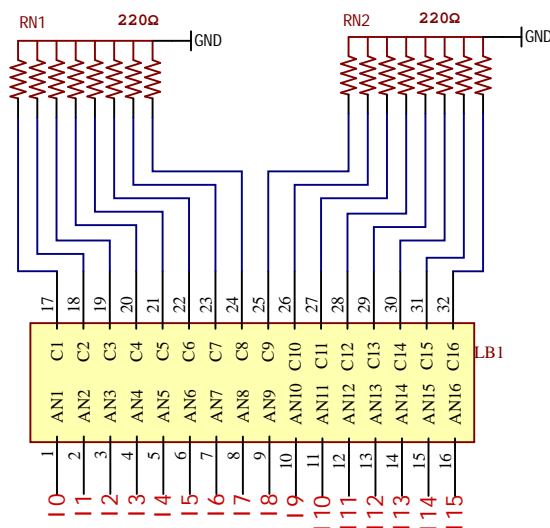 RN1 220Ω GND RN2 220Ω GND
17 18 19 20 21 22 23 24 25 26 27 28 29 30 31 32
C1 C2 C3 C4 C5 C6 C7 C8 C9 C10 C11 C12 C13 C14 C15 C16
LB1
AN1 AN2 AN3 AN4 AN5 AN6 AN7 AN8 AN9 AN10 AN11 AN12 AN13 AN14 AN15 AN16
1 2 3 4 5 6 7 8 9 10 11 12 13 14 15 16
I0 I1 I2 I3 I4 I5 I6 I7 I8 I9 I10 I11 I12 I13 I14 I15